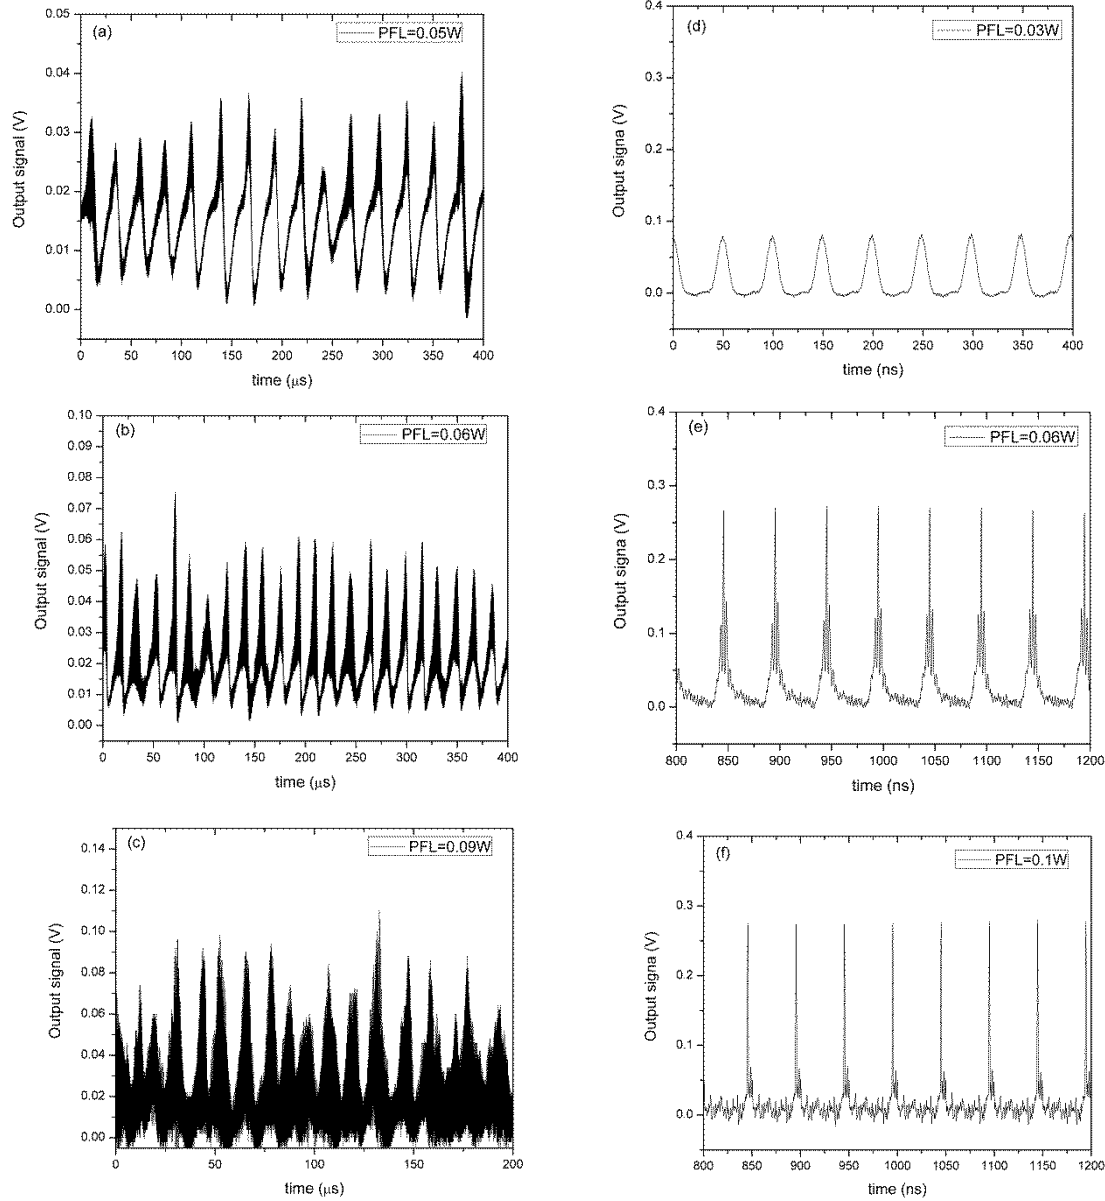 (a)
PFL=0.05W
0.05
0.04
0.03
0.02
0.01
0.00
Output signal (V)
0 50 100 150 200 250 300 350 400
time (μs)
(d)
PFL=0.03W
0.4
0.3
0.2
0.1
0.0
Output signa (V)
0 50 100 150 200 250 300 350 400
time (ns)
(b)
PFL=0.06W
0.10
0.09
0.08
0.07
0.06
0.05
0.04
0.03
0.02
0.01
0.00
Output signal (V)
0 50 100 150 200 250 300 350 400
time (μs)
(e)
PFL=0.06W
0.4
0.3
0.2
0.1
0.0
Output signa (V)
800 850 900 950 1000 1050 1100 1150 1200
time (ns)
(c)
PFL=0.09W
0.14
0.12
0.10
0.08
0.06
0.04
0.02
0.00
Output signal (V)
0 50 100 150 200
time (μs)
(f)
PFL=0.1W
0.4
0.3
0.2
0.1
0.0
Output signa (V)
800 850 900 950 1000 1050 1100 1150 1200
time (ns)